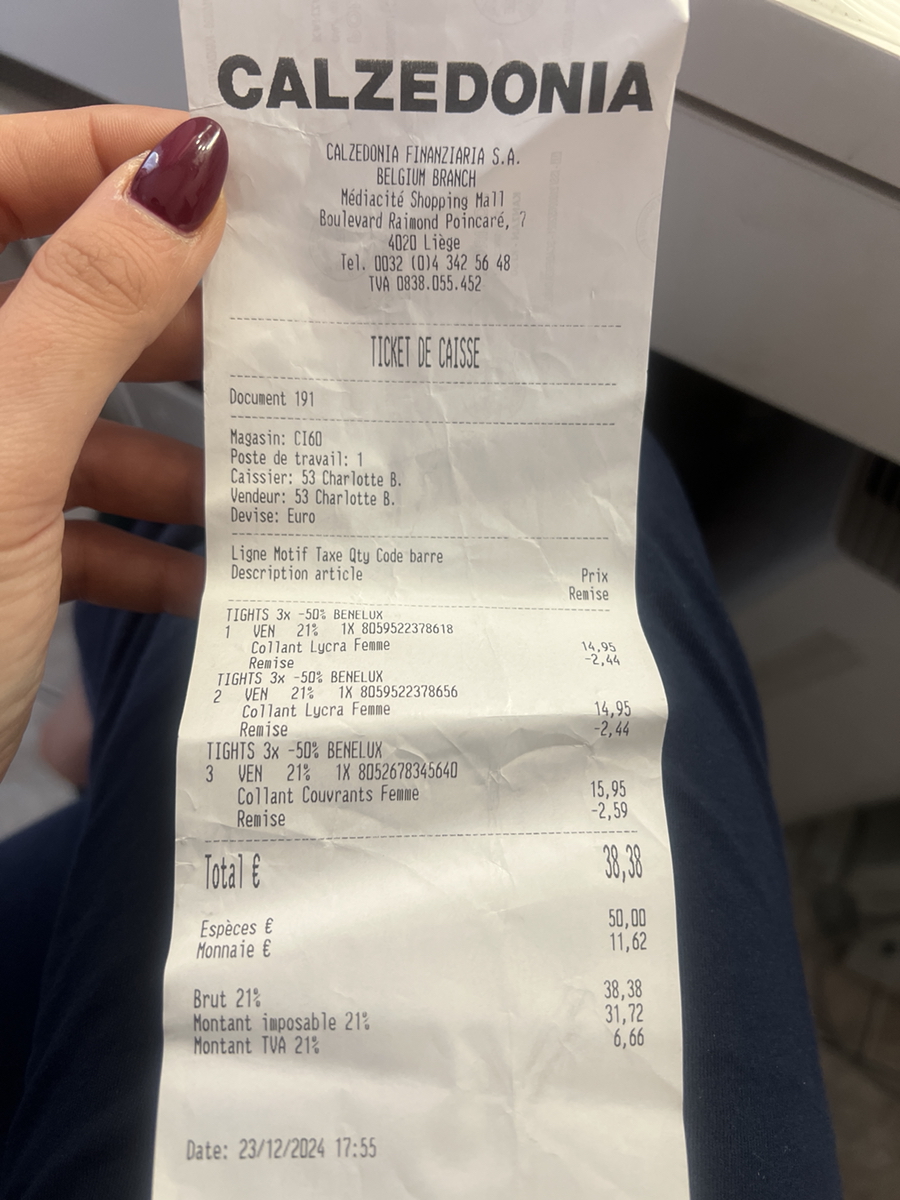 CALZEDONIA
CALZEDONIA FINANZIARIA S.A.
BELGIUM BRANCH
Médiacité Shopping Mall
Boulevard Raimond Poincaré, 7
4020 Liège
Tel. 0032 (0)4 342 56 48
TVA 0838.055.452
TICKET DE CAISSE
Document 191
Magasin: CI60
Poste de travail: 1
Caissier: 53 Charlotte B.
Vendeur: 53 Charlotte B.
Devise: Euro
Ligne Motif Taxe Qty Code barre
Description article Prix
Remise
TIGHTS 3x -50% BENELUX
1 VEN 21% 1X 8059522378618
Collant Lycra Femme 14,95
Remise -2,44
TIGHTS 3x -50% BENELUX
2 VEN 21% 1X 8059522378656
Collant Lycra Femme 14,95
Remise -2,44
TIGHTS 3x -50% BENELUX
3 VEN 21% 1X 8052678345640
Collant Couvrants Femme 15,95
Remise -2,59
Total € 38,38
Espèces € 50,00
Monnaie € 11,62
Brut 21% 38,38
Montant imposable 21% 31,72
Montant TVA 21% 6,66
Date: 23/12/2024 17:55